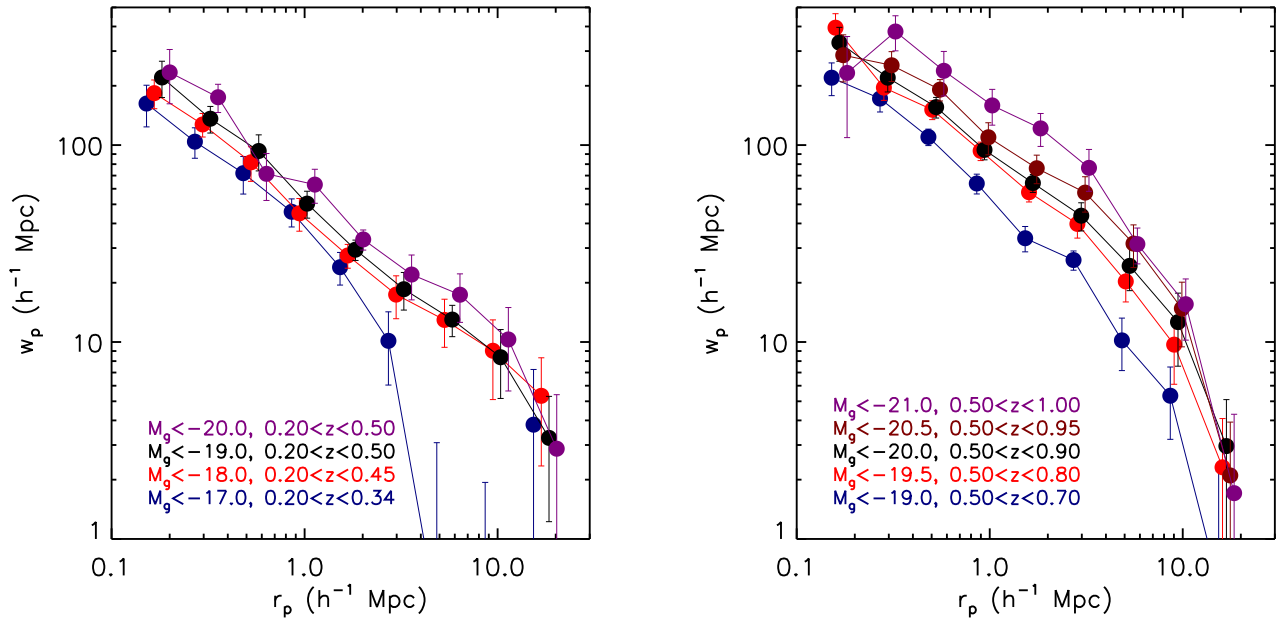 100
10
1
0.1 1.0 10.0
w_p (h^-1 Mpc)
r_p (h^-1 Mpc)
M_g<−20.0, 0.20<z<0.50
M_g<−19.0, 0.20<z<0.50
M_g<−18.0, 0.20<z<0.45
M_g<−17.0, 0.20<z<0.34
100
10
1
0.1 1.0 10.0
w_p (h^-1 Mpc)
r_p (h^-1 Mpc)
M_g<−21.0, 0.50<z<1.00
M_g<−20.5, 0.50<z<0.95
M_g<−20.0, 0.50<z<0.90
M_g<−19.5, 0.50<z<0.80
M_g<−19.0, 0.50<z<0.70